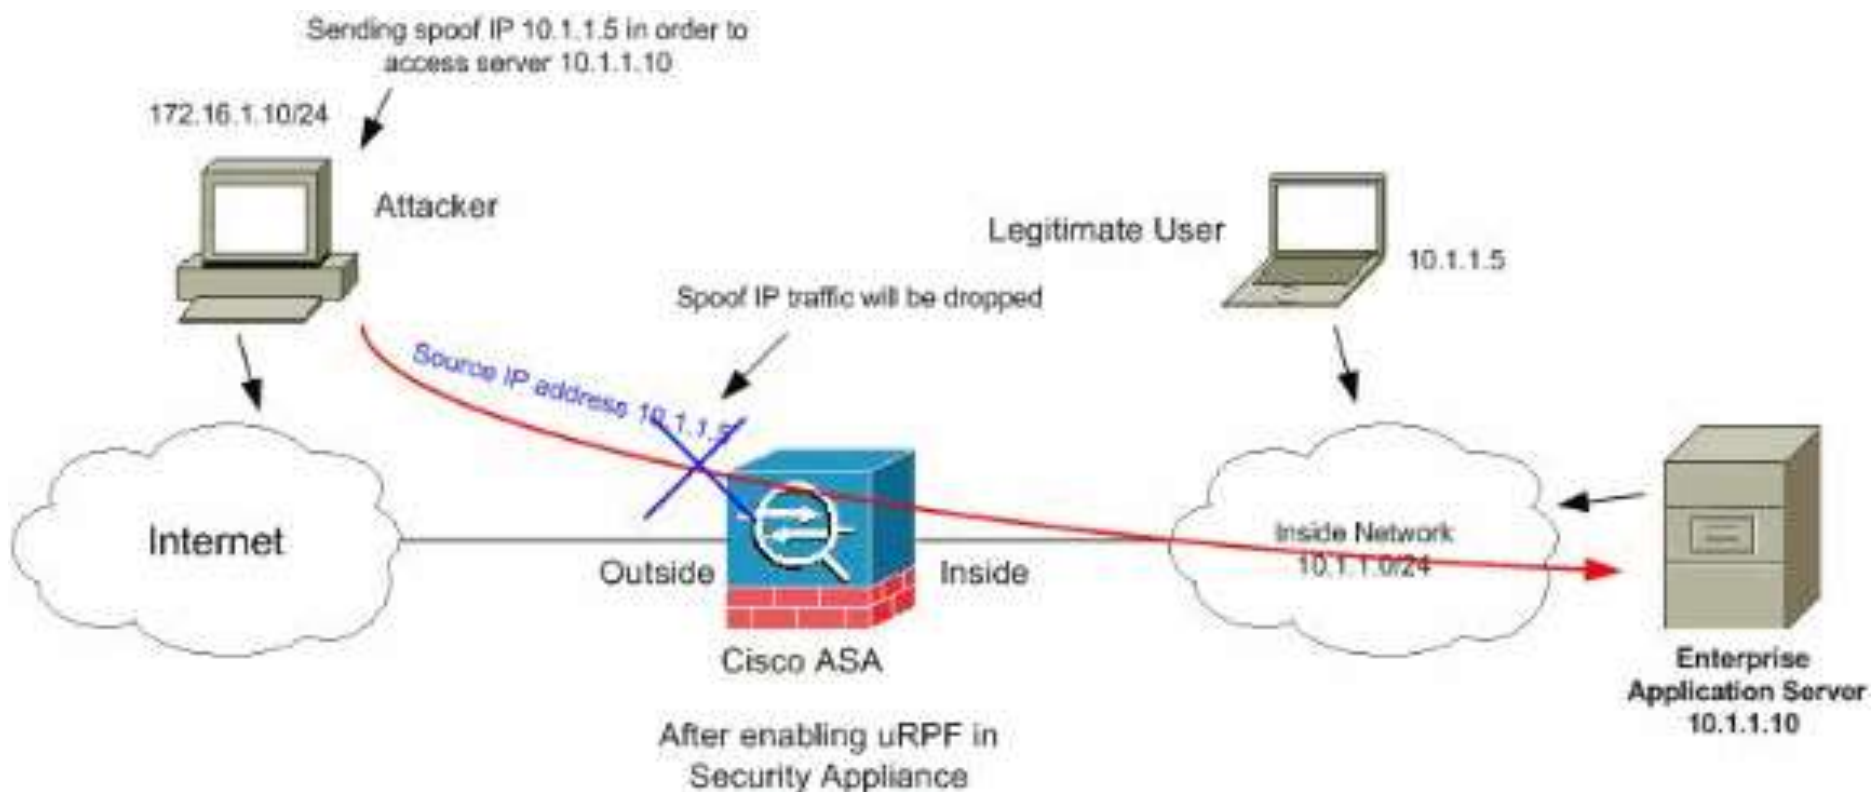 Sending spoof IP 10.1.1.5 in order to
access server 10.1.1.10
172.16.1.10/24
Attacker
Legitimate User
10.1.1.5
Spoof IP traffic will be dropped
Source IP address 10.1.1.5
Internet
Outside
Inside
Inside Network
10.1.1.0/24
Cisco ASA
Enterprise
Application Server
10.1.1.10
After enabling uRPF in
Security Appliance